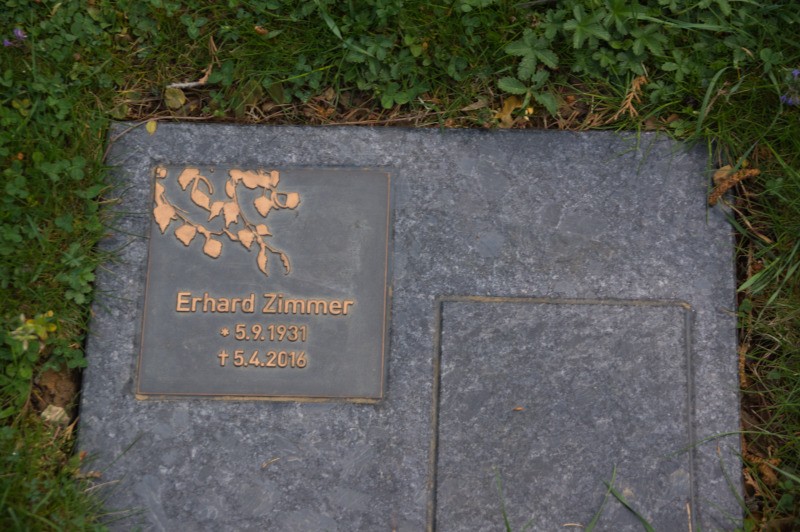 Erhard Zimmer
* 5.9.1931
† 5.4.2016